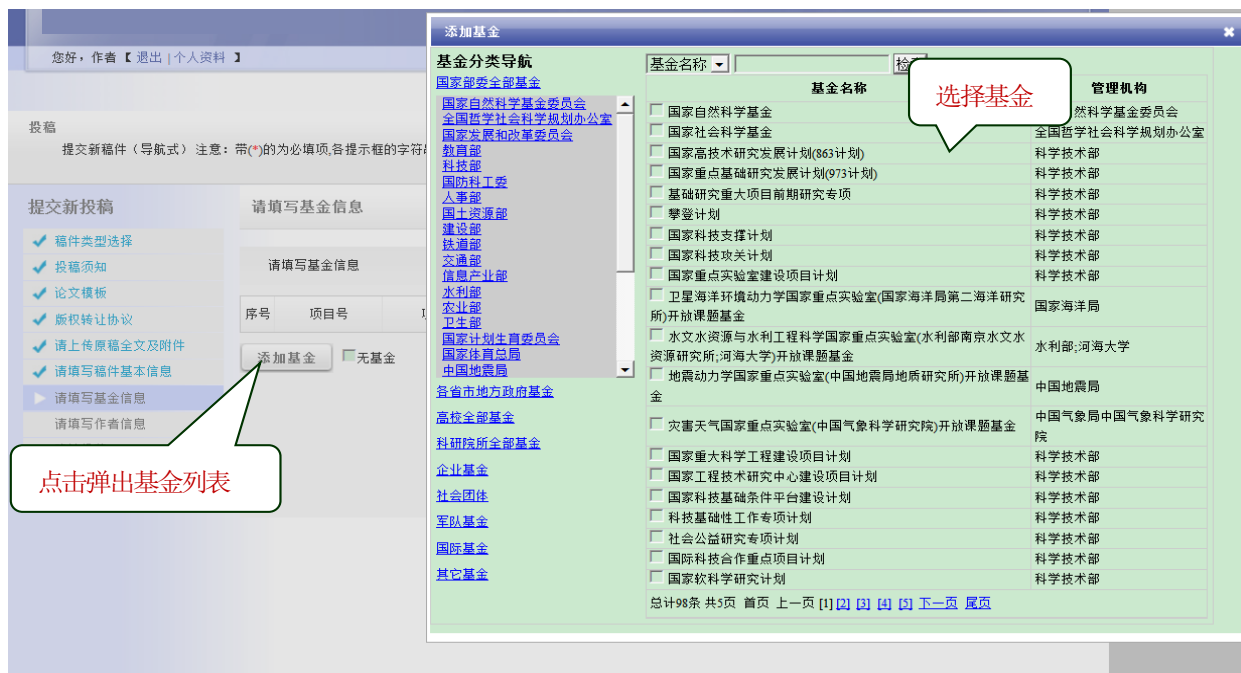 您好，作者【 退出 | 个人资料 】
投稿
提交新稿件（导航式）注意：带(*)的为必填项,各提示框的字符
提交新投稿
稿件类型选择
投稿须知
论文模板
版权转让协议
请上传原稿全文及附件
请填写稿件基本信息
请填写基金信息
请填写作者信息
请填写基金信息
请填写基金信息
序号 项目号
添加基金 无基金
点击弹出基金列表
添加基金
基金分类导航
国家部委全部基金
国家自然科学基金委员会
全国哲学社会科学规划办公室
国家发展和改革委员会
教育部
科技部
国防科工委
人事部
国土资源部
建设部
铁道部
交通部
信息产业部
水利部
农业部
卫生部
国家计划生育委员会
国家体育总局
中国地震局
各省市地方政府基金
高校全部基金
科研院所全部基金
企业基金
社会团体
军队基金
国际基金
其它基金
基金名称
选择基金
基金名称 管理机构
国家自然科学基金 然科学基金委员会
国家社会科学基金 全国哲学社会科学规划办公室
国家高技术研究发展计划(863计划) 科学技术部
国家重点基础研究发展计划(973计划) 科学技术部
基础研究重大项目前期研究专项 科学技术部
攀登计划 科学技术部
国家科技支撑计划 科学技术部
国家科技攻关计划 科学技术部
国家重点实验室建设项目计划 科学技术部
卫星海洋环境动力学国家重点实验室(国家海洋局第二海洋研究
所)开放课题基金 国家海洋局
水文水资源与水利工程科学国家重点实验室(水利部南京水文水
资源研究所;河海大学)开放课题基金 水利部;河海大学
地震动力学国家重点实验室(中国地震局地质研究所)开放课题基
金 中国地震局
灾害天气国家重点实验室(中国气象科学研究院)开放课题基金 中国气象局中国气象科学研究
院
国家重大科学工程建设项目计划 科学技术部
国家工程技术研究中心建设项目计划 科学技术部
国家科技基础条件平台建设计划 科学技术部
科技基础性工作专项计划 科学技术部
社会公益研究专项计划 科学技术部
国际科技合作重点项目计划 科学技术部
国家软科学研究计划 科学技术部
总计98条 共5页 首页 上一页 [1] [2] [3] [4] [5] 下一页 尾页